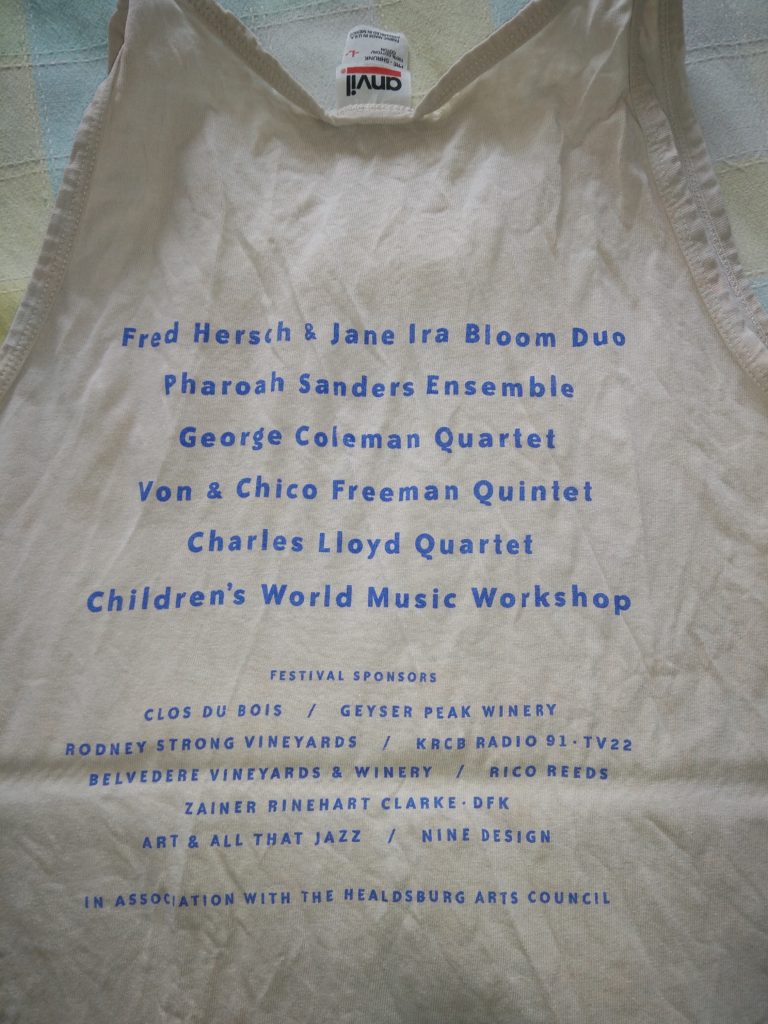 anvil
PRE-SHRUNK
-L-
Fred Hersch & Jane Ira Bloom Duo
Pharoah Sanders Ensemble
George Coleman Quartet
Von & Chico Freeman Quintet
Charles Lloyd Quartet
Children's World Music Workshop
FESTIVAL SPONSORS
CLOS DU BOIS / GEYSER PEAK WINERY
RODNEY STRONG VINEYARDS / KRCB RADIO 91·TV22
BELVEDERE VINEYARDS & WINERY / RICO REEDS
ZAINER RINEHART CLARKE·DFK
ART & ALL THAT JAZZ / NINE DESIGN
IN ASSOCIATION WITH THE HEALDSBURG ARTS COUNCIL